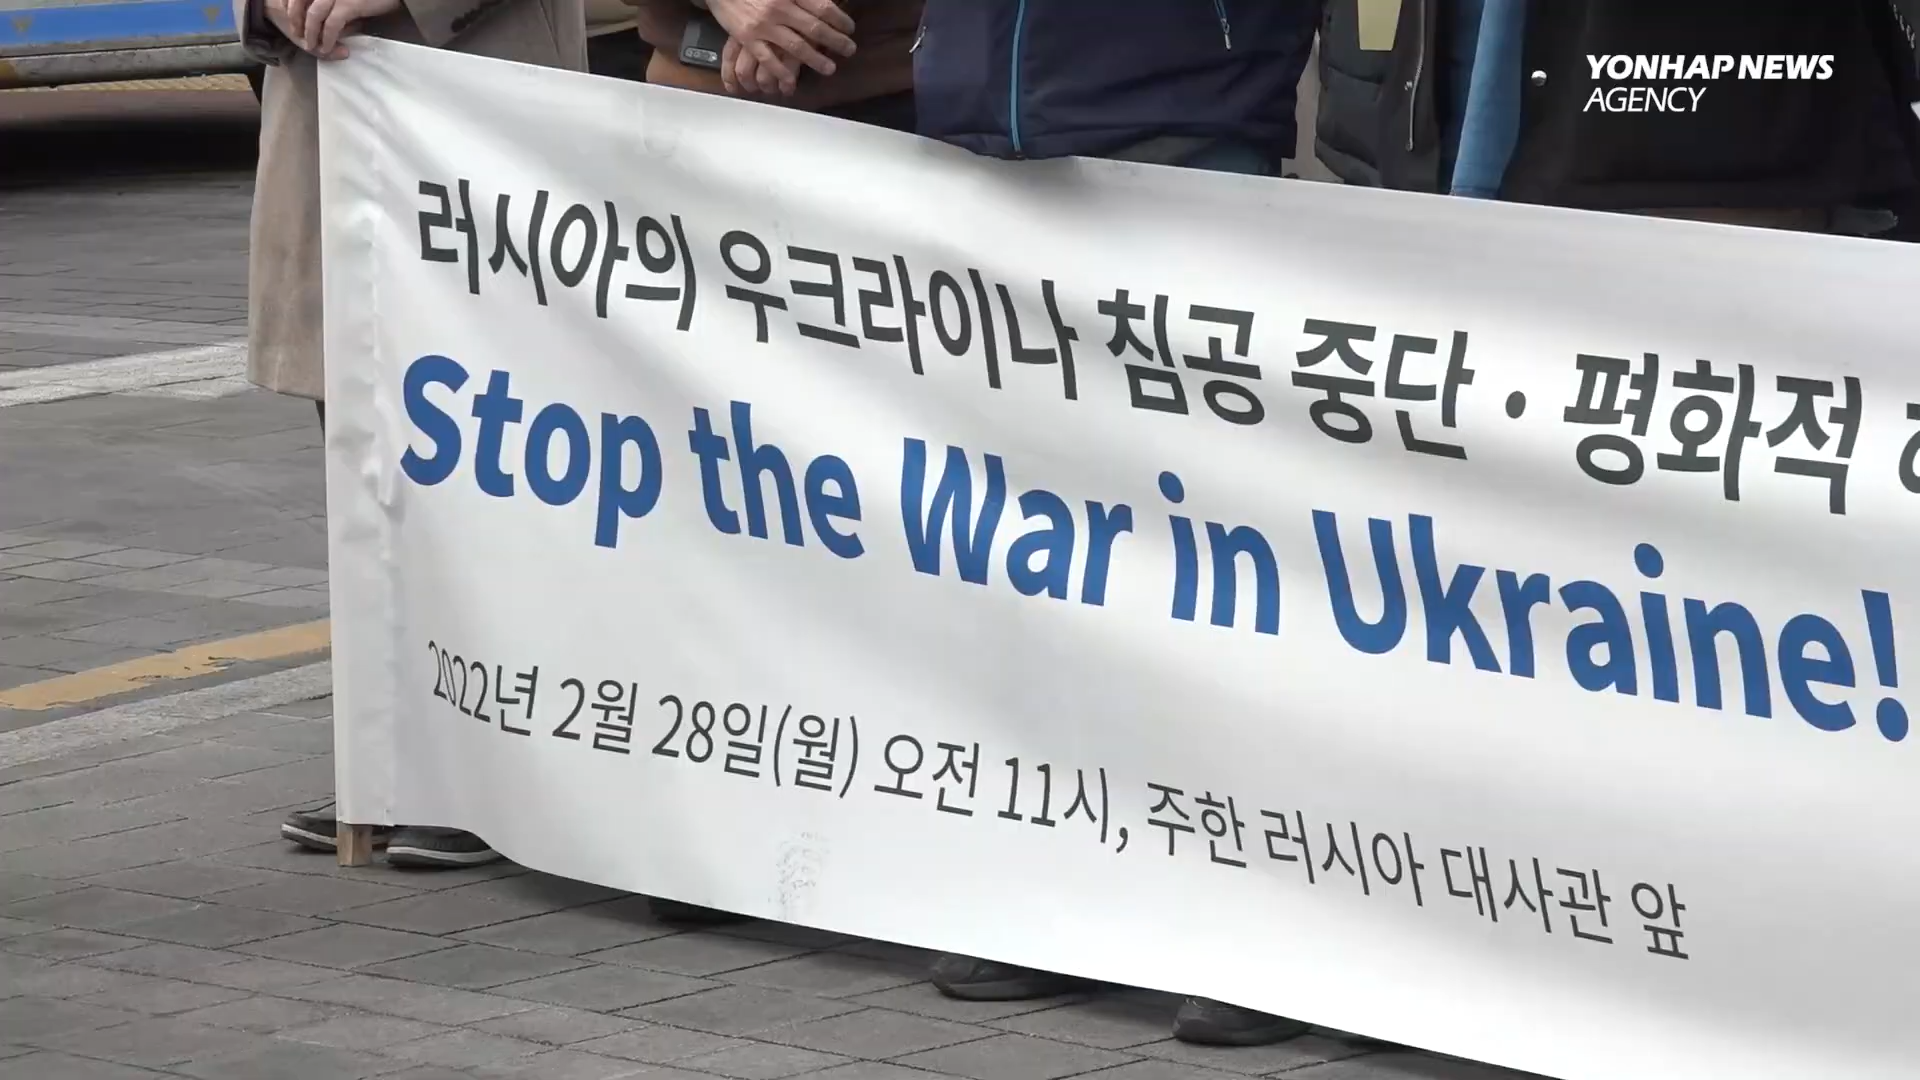 YONHAP NEWS
AGENCY
러시아의 우크라이나 침공 중단 · 평화적
Stop the War in Ukraine!
2022년 2월 28일(월) 오전 11시, 주한 러시아 대사관 앞